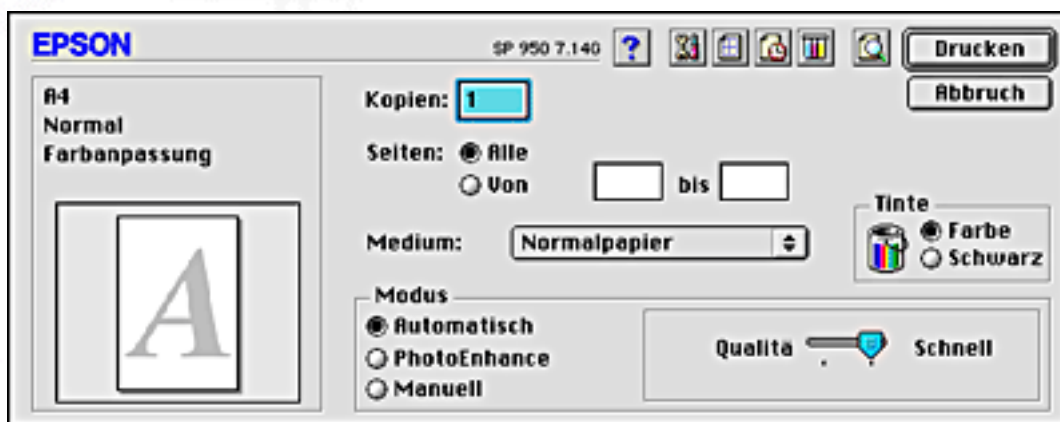 EPSON
SP 950 7.140
?
Drucken
Abbruch
A4
Normal
Farbanpassung
A
Kopien: 1
Seiten: Alle
Von bis
Medium: Normalpapier
Tinte
Farbe
Schwarz
Modus
Automatisch
PhotoEnhance
Manuell
Qualitä Schnell